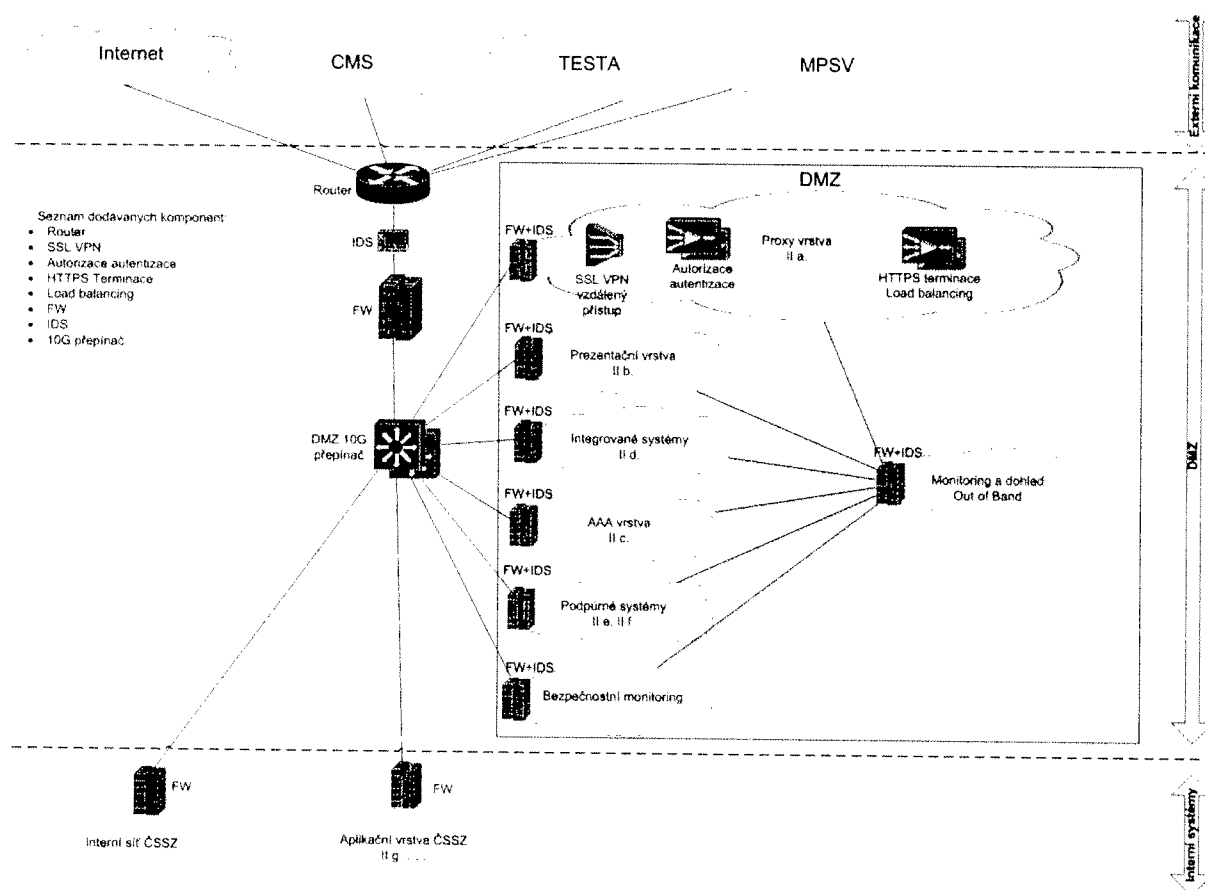 Internet
CMS
TESTA
MPSV
Externí komunikace
Router
DMZ
Seznam dodávaných komponent:
• Router
• SSL VPN
• Autorizace autentizace
• HTTPS Terminace
• Load balancing
• FW
• IDS
• 10G přepínač
IDS
FW
FW+IDS
SSL VPN
vzdálený
přístup
Autorizace
autentizace
Proxy vrstva
II a.
HTTPS terminace
Load balancing
FW+IDS
Prezentační vrstva
II b.
DMZ 10G
přepínač
FW+IDS
Integrované systémy
II d.
FW+IDS
Monitoring a dohled
Out of Band
DMZ
FW+IDS
AAA vrstva
II c.
FW+IDS
Podpůrné systémy
II e, II f
FW+IDS
Bezpečnostní monitoring
FW
Interní síť ČSSZ
FW
Aplikační vrstva ČSSZ
II g
Interní systémy